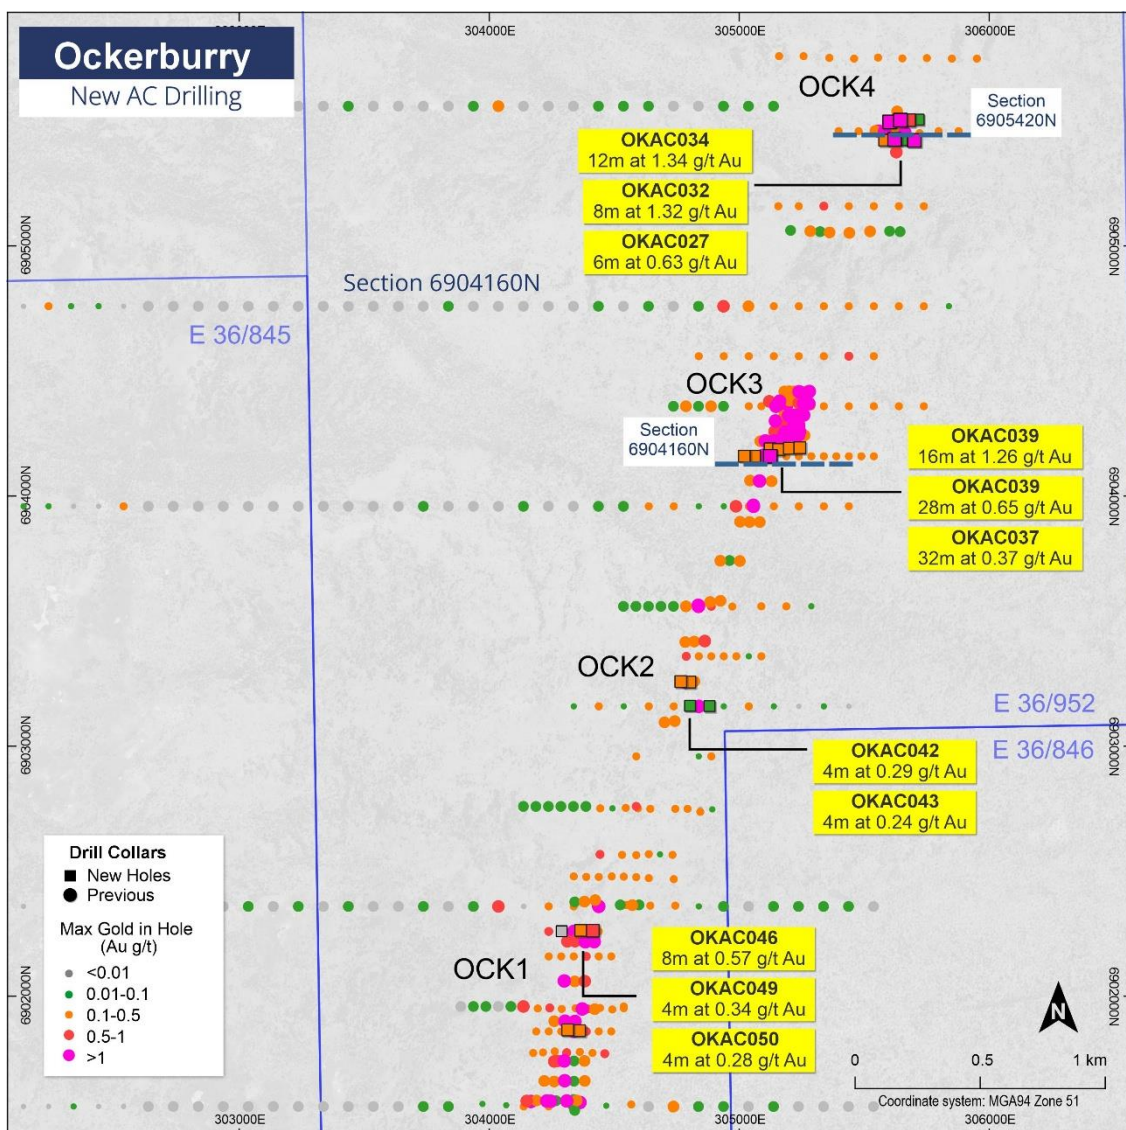 304000E
305000E
306000E
Ockerburry
New AC Drilling
OCK4
Section
6905420N
OKAC034
12m at 1.34 g/t Au
OKAC032
8m at 1.32 g/t Au
OKAC027
6m at 0.63 g/t Au
6905000N
6905000N
Section 6904160N
E 36/845
OCK3
Section
6904160N
OKAC039
16m at 1.26 g/t Au
OKAC039
28m at 0.65 g/t Au
OKAC037
32m at 0.37 g/t Au
6904000N
6904000N
OCK2
E 36/952
E 36/846
6903000N
6903000N
OKAC042
4m at 0.29 g/t Au
OKAC043
4m at 0.24 g/t Au
Drill Collars
New Holes
Previous
Max Gold in Hole
(Au g/t)
<0.01
0.01-0.1
0.1-0.5
0.5-1
>1
OCK1
OKAC046
8m at 0.57 g/t Au
OKAC049
4m at 0.34 g/t Au
OKAC050
4m at 0.28 g/t Au
6902000N
6902000N
N
0 0.5 1 km
Coordinate system: MGA94 Zone 51
303000E
304000E
305000E
306000E